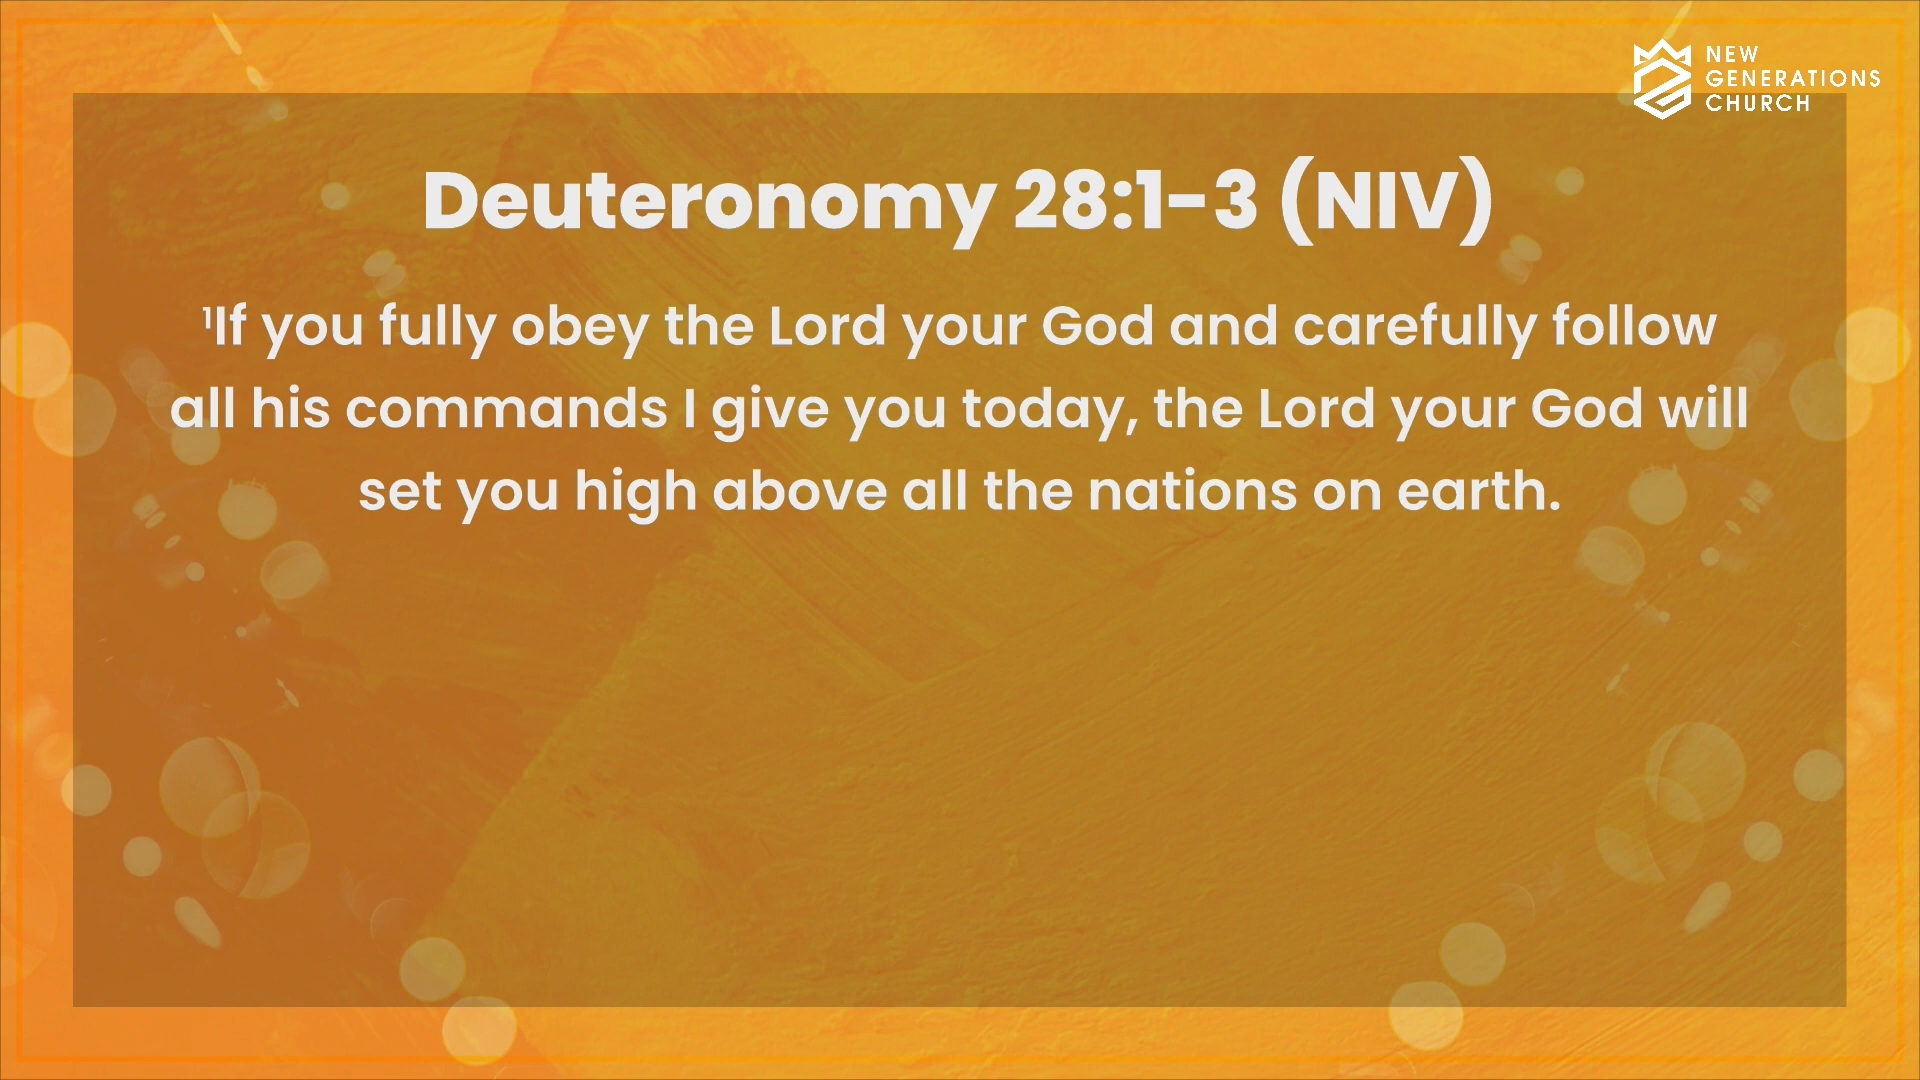 NEW
GENERATIONS
CHURCH
Deuteronomy 28:1-3 (NIV)
¹If you fully obey the Lord your God and carefully follow
all his commands I give you today, the Lord your God will
set you high above all the nations on earth.